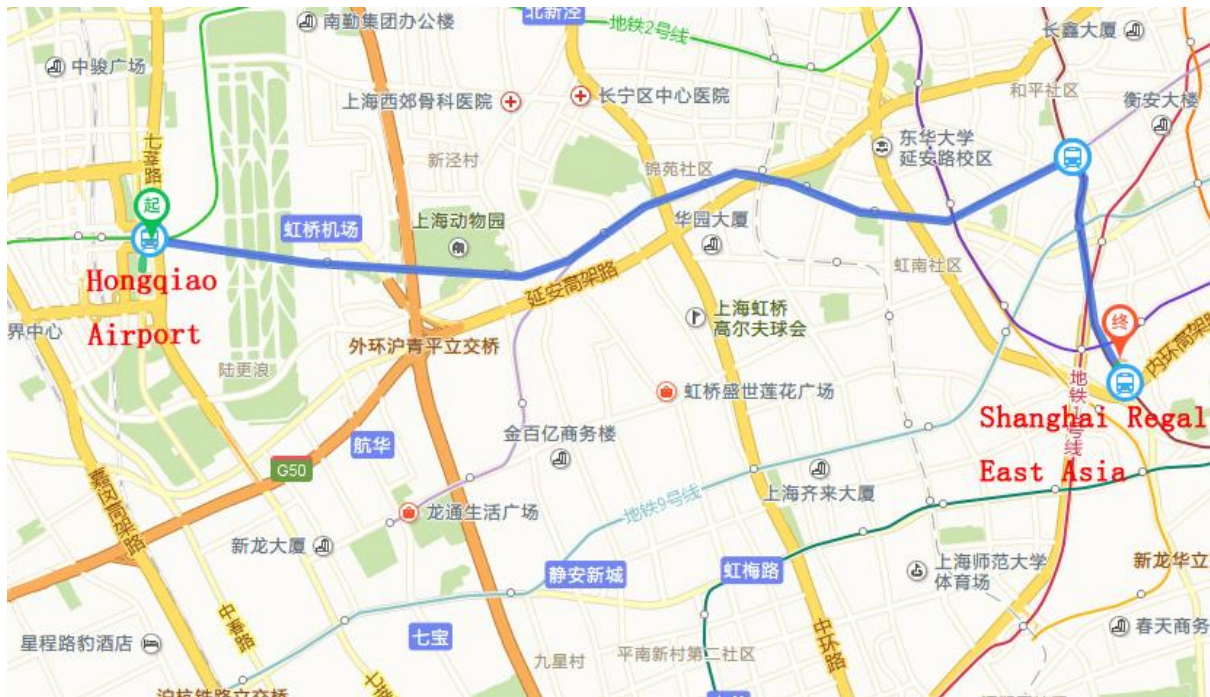 南勤集团办公楼
北新泾
地铁2号线
长鑫大厦
中骏广场
上海西郊骨科医院
长宁区中心医院
和平社区
衡安大楼
七莘路
新泾村
锦苑社区
东华大学
延安路校区
起
虹桥机场
上海动物园
华园大厦
虹南社区
Hongqiao
Airport
延安高架路
上海虹桥
高尔夫球会
终
内环高架路
界中心
外环沪青平立交桥
陆更浪
虹桥盛世莲花广场
地铁1号线
Shanghai Regal
East Asia
航华
金百亿商务楼
G50
嘉闵高架路
龙通生活广场
地铁9号线
上海齐来大厦
新龙大厦
静安新城
虹梅路
上海师范大学
体育场
新龙华立
中春路
七宝
星程路豹酒店
九星村
平南新村第二社区
中环路
春天商务
沪杭铁路立交桥